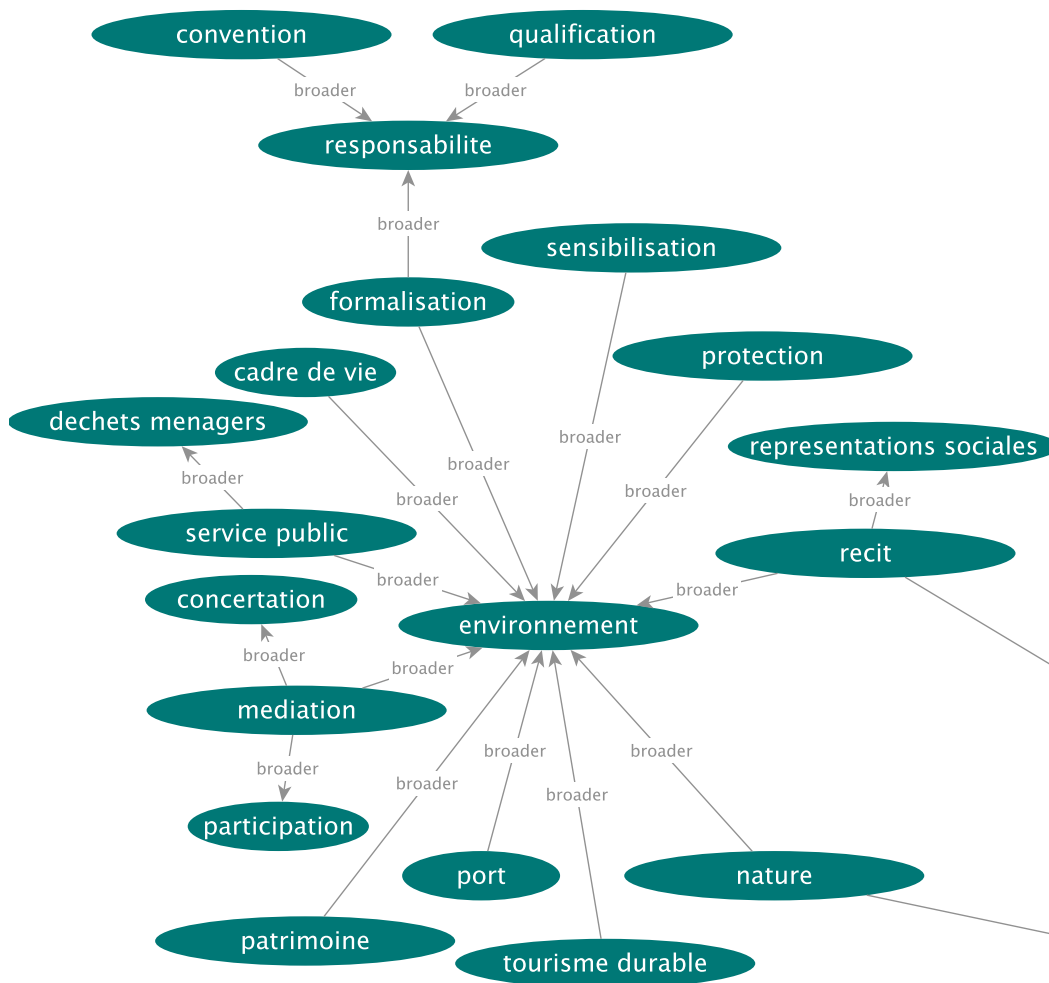 convention
qualification
broader
broader
responsabilite
broader
sensibilisation
formalisation
protection
cadre de vie
dechets menagers
broader
representations sociales
broader
broader
broader
broader
broader
service public
recit
broader
broader
concertation
environnement
broader
broader
mediation
broader
broader
broader
broader
broader
participation
port
nature
patrimoine
tourisme durable